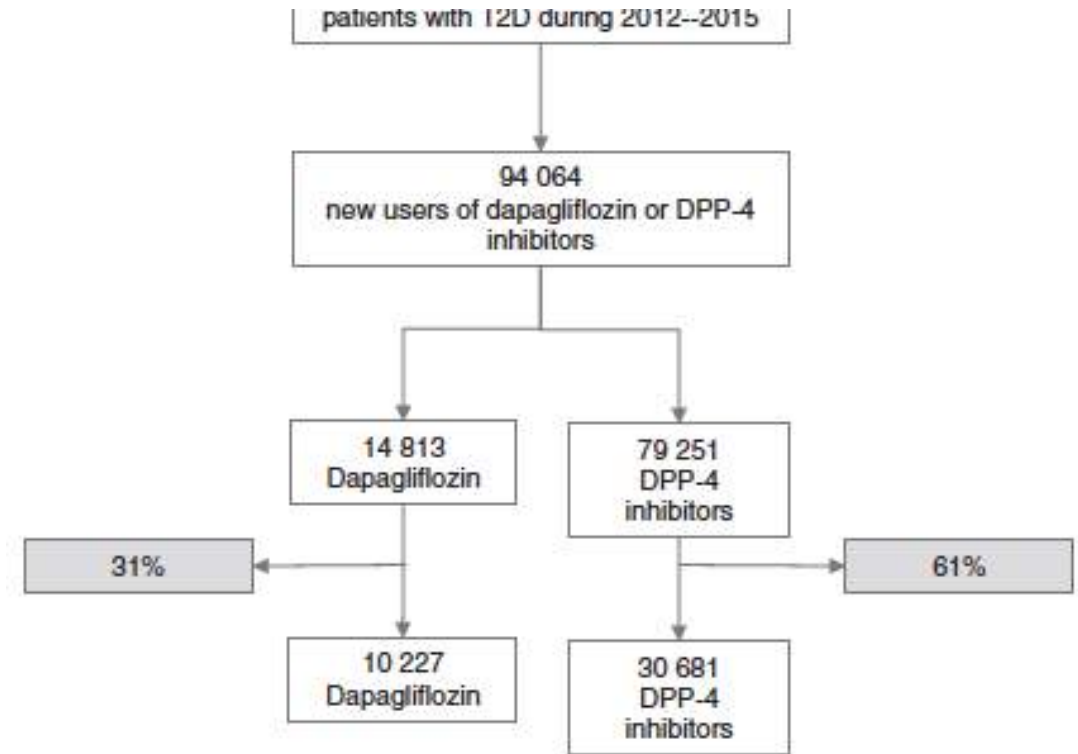 patients with T2D during 2012--2015
94 064
new users of dapagliflozin or DPP-4
inhibitors
14 813
Dapagliflozin
79 251
DPP-4
inhibitors
31%
61%
10 227
Dapagliflozin
30 681
DPP-4
inhibitors